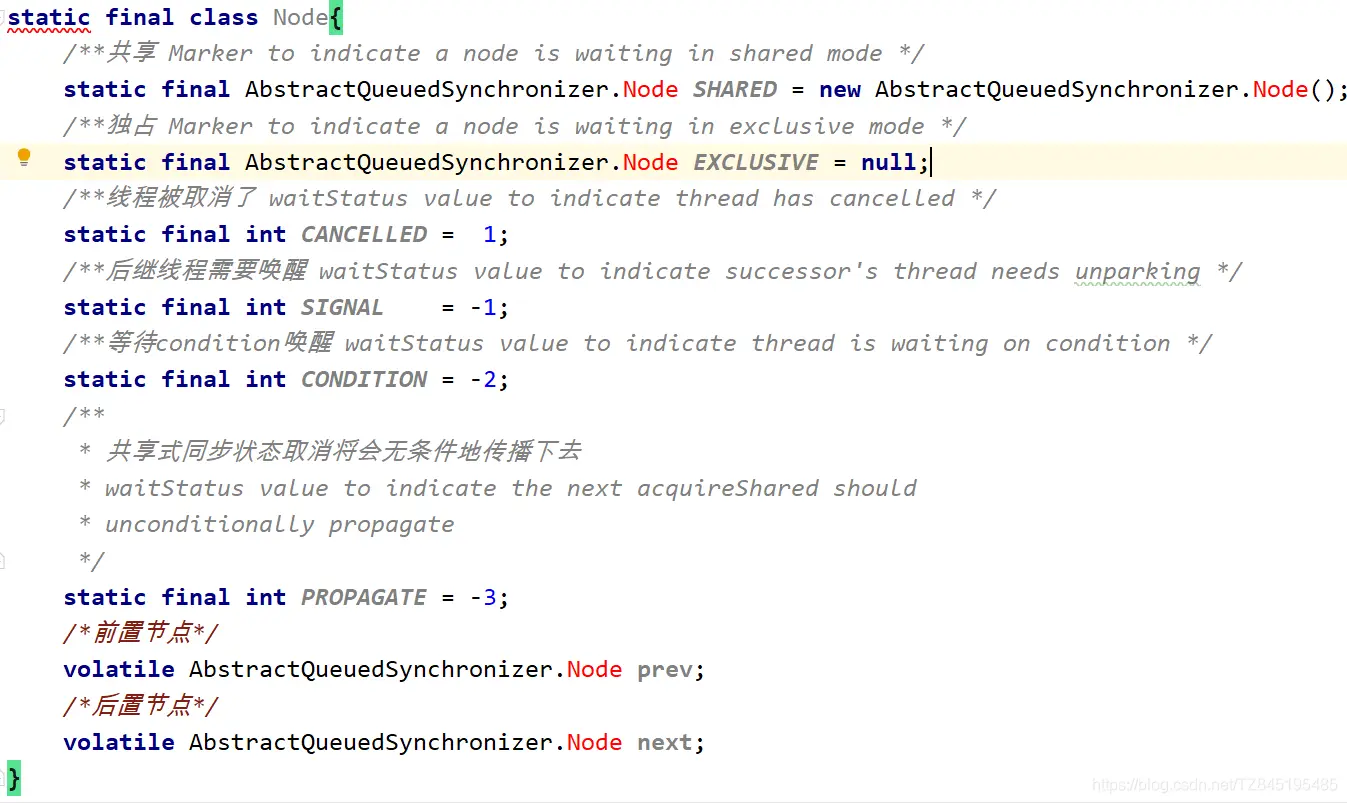 static final class Node{
/**共享 Marker to indicate a node is waiting in shared mode */
static final AbstractQueuedSynchronizer.Node SHARED = new AbstractQueuedSynchronizer.Node();
/**独占 Marker to indicate a node is waiting in exclusive mode */
static final AbstractQueuedSynchronizer.Node EXCLUSIVE = null;
/**线程被取消了 waitStatus value to indicate thread has cancelled */
static final int CANCELLED =  1;
/**后继线程需要唤醒 waitStatus value to indicate successor's thread needs unparking */
static final int SIGNAL    = -1;
/**等待condition唤醒 waitStatus value to indicate thread is waiting on condition */
static final int CONDITION = -2;
/**
* 共享式同步状态取消将会无条件地传播下去
* waitStatus value to indicate the next acquireShared should
* unconditionally propagate
*/
static final int PROPAGATE = -3;
/*前置节点*/
volatile AbstractQueuedSynchronizer.Node prev;
/*后置节点*/
volatile AbstractQueuedSynchronizer.Node next;
}
https://blog.csdn.net/TZ845195485